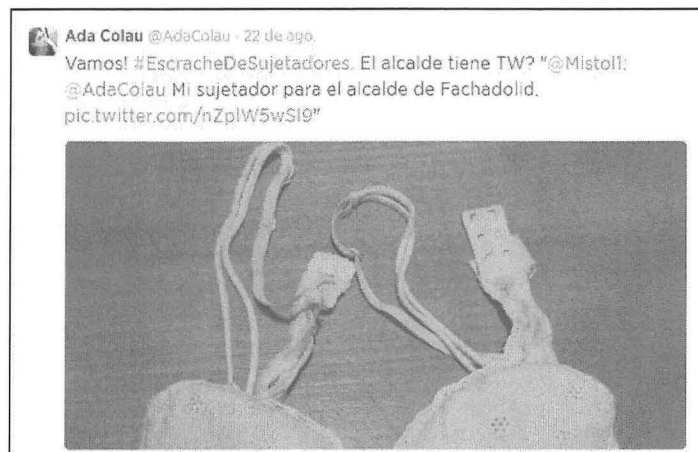 Ada Colau @AdaColau · 22 de ago.
Vamos! #EscracheDeSujetadores. El alcalde tiene TW? "@Mistol1:
@AdaColau Mi sujetador para el alcalde de Fachadolid.
pic.twitter.com/nZplW5wSl9"